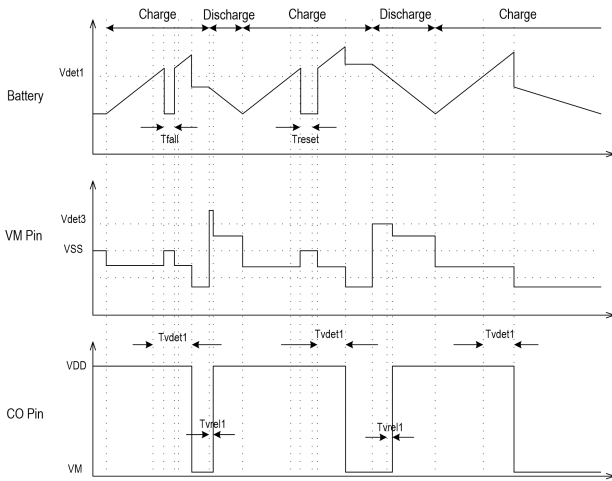 Charge Discharge Charge Discharge Charge
Vdet1
Battery
Tfall Treset
Vdet3
VM Pin
VSS
Tvdet1 Tvdet1 Tvdet1
VDD
CO Pin
Tvrel1 Tvrel1
VM